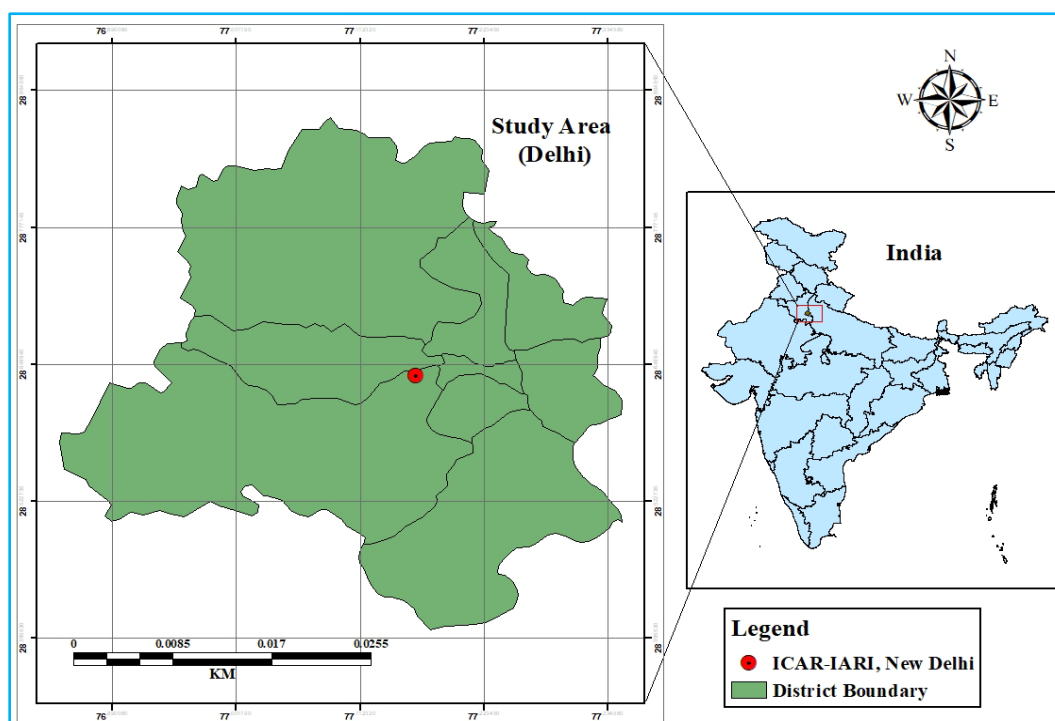 76 77 77 77 77
Study Area
(Delhi)
N
W E
S
India
28
28
28
28
28
28
28
28
28
28
0 0.0085 0.017 0.0255
KM
76 77 77 77 77
Legend
ICAR-IARI, New Delhi
District Boundary